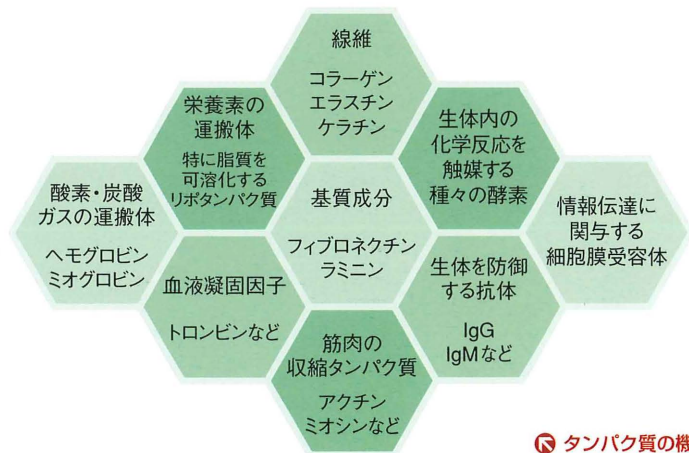 線維
コラーゲン
エラスチン
ケラチン
栄養素の
運搬体
特に脂質を
可溶化する
リポタンパク質
生体内の
化学反応を
触媒する
種々の酵素
酸素・炭酸
ガスの運搬体
ヘモグロビン
ミオグロビン
基質成分
フィブロネクチン
ラミニン
情報伝達に
関与する
細胞膜受容体
血液凝固因子
トロンビンなど
生体を防御
する抗体
IgG
IgMなど
筋肉の
収縮タンパク質
アクチン
ミオシンなど
タンパク質の機